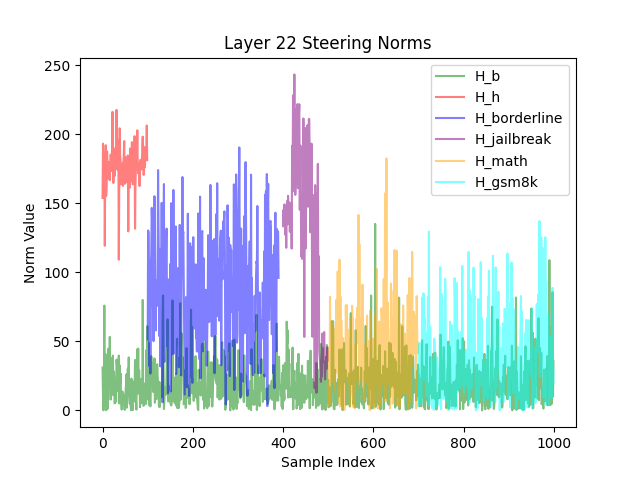 Layer 22 Steering Norms
250
200
150
100
50
0
Norm Value
H_b
H_h
H_borderline
H_jailbreak
H_math
H_gsm8k
0 200 400 600 800 1000
Sample Index